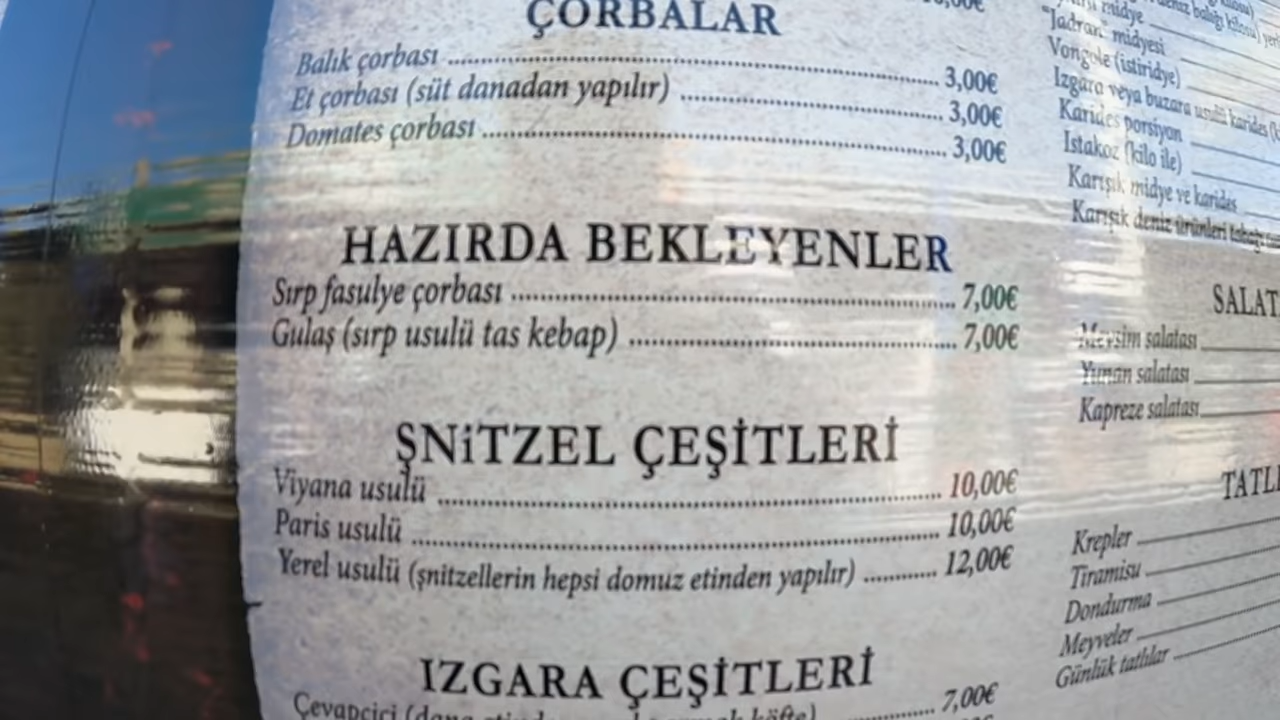 ÇORBALAR
Balık çorbası 3,00€
Et çorbası (süt danadan yapılır) 3,00€
Domates çorbası 3,00€
HAZIRDA BEKLEYENLER
Sırp fasulye çorbası 7,00€
Gulaş (sırp usulü tas kebap) 7,00€
ŞNiTZEL ÇEŞİTLERİ
Viyana usulü 10,00€
Paris usulü 10,00€
Yerel usulü (şnitzellerin hepsi domuz etinden yapılır) 12,00€
IZGARA ÇEŞİTLERİ
Çevapçiçi 7,00€
midye
"Jadran" midyesi
Vongole (istiridye)
Izgara veya buzara usulü karides
Karides porsiyon
Istakoz (kilo ile)
Karışık midye ve karides
Karışık deniz ürünleri tabağı
SALAT
Mevsim salatası
Yunan salatası
Kapreze salatası
TATLI
Krepler
Tiramisu
Dondurma
Meyveler
Günlük tatlılar